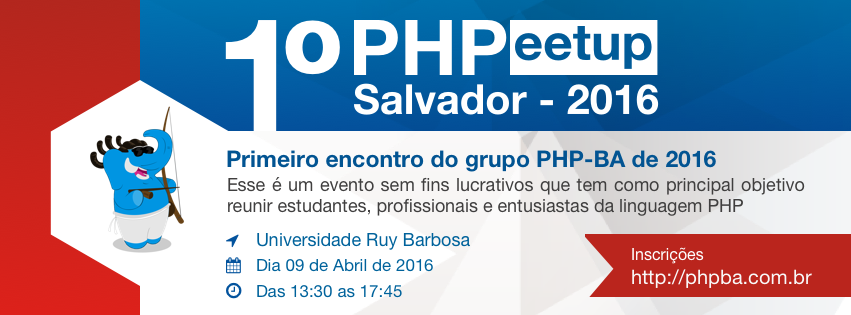 1º PHPeetup
Salvador - 2016
Primeiro encontro do grupo PHP-BA de 2016
Esse é um evento sem fins lucrativos que tem como principal objetivo
reunir estudantes, profissionais e entusiastas da linguagem PHP
Universidade Ruy Barbosa
Dia 09 de Abril de 2016
Das 13:30 as 17:45
Inscrições
http://phpba.com.br